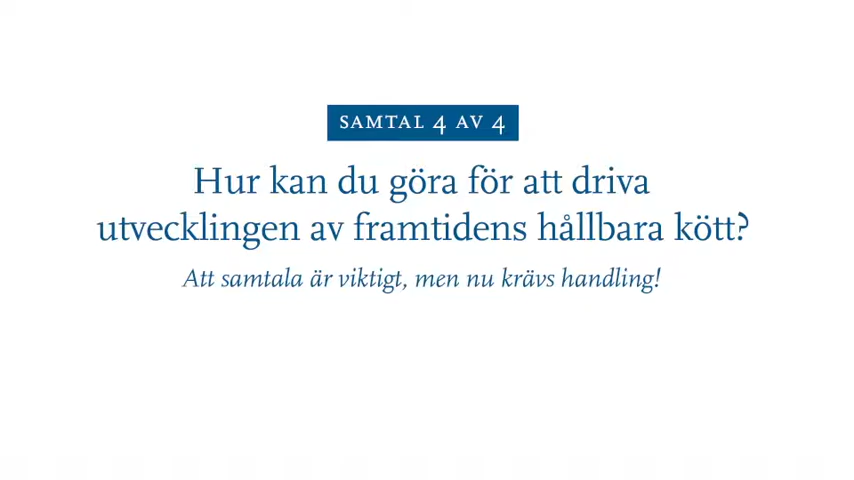 SAMTAL 4 AV 4
Hur kan du göra för att driva
utvecklingen av framtidens hållbara kött?
Att samtala är viktigt, men nu krävs handling!